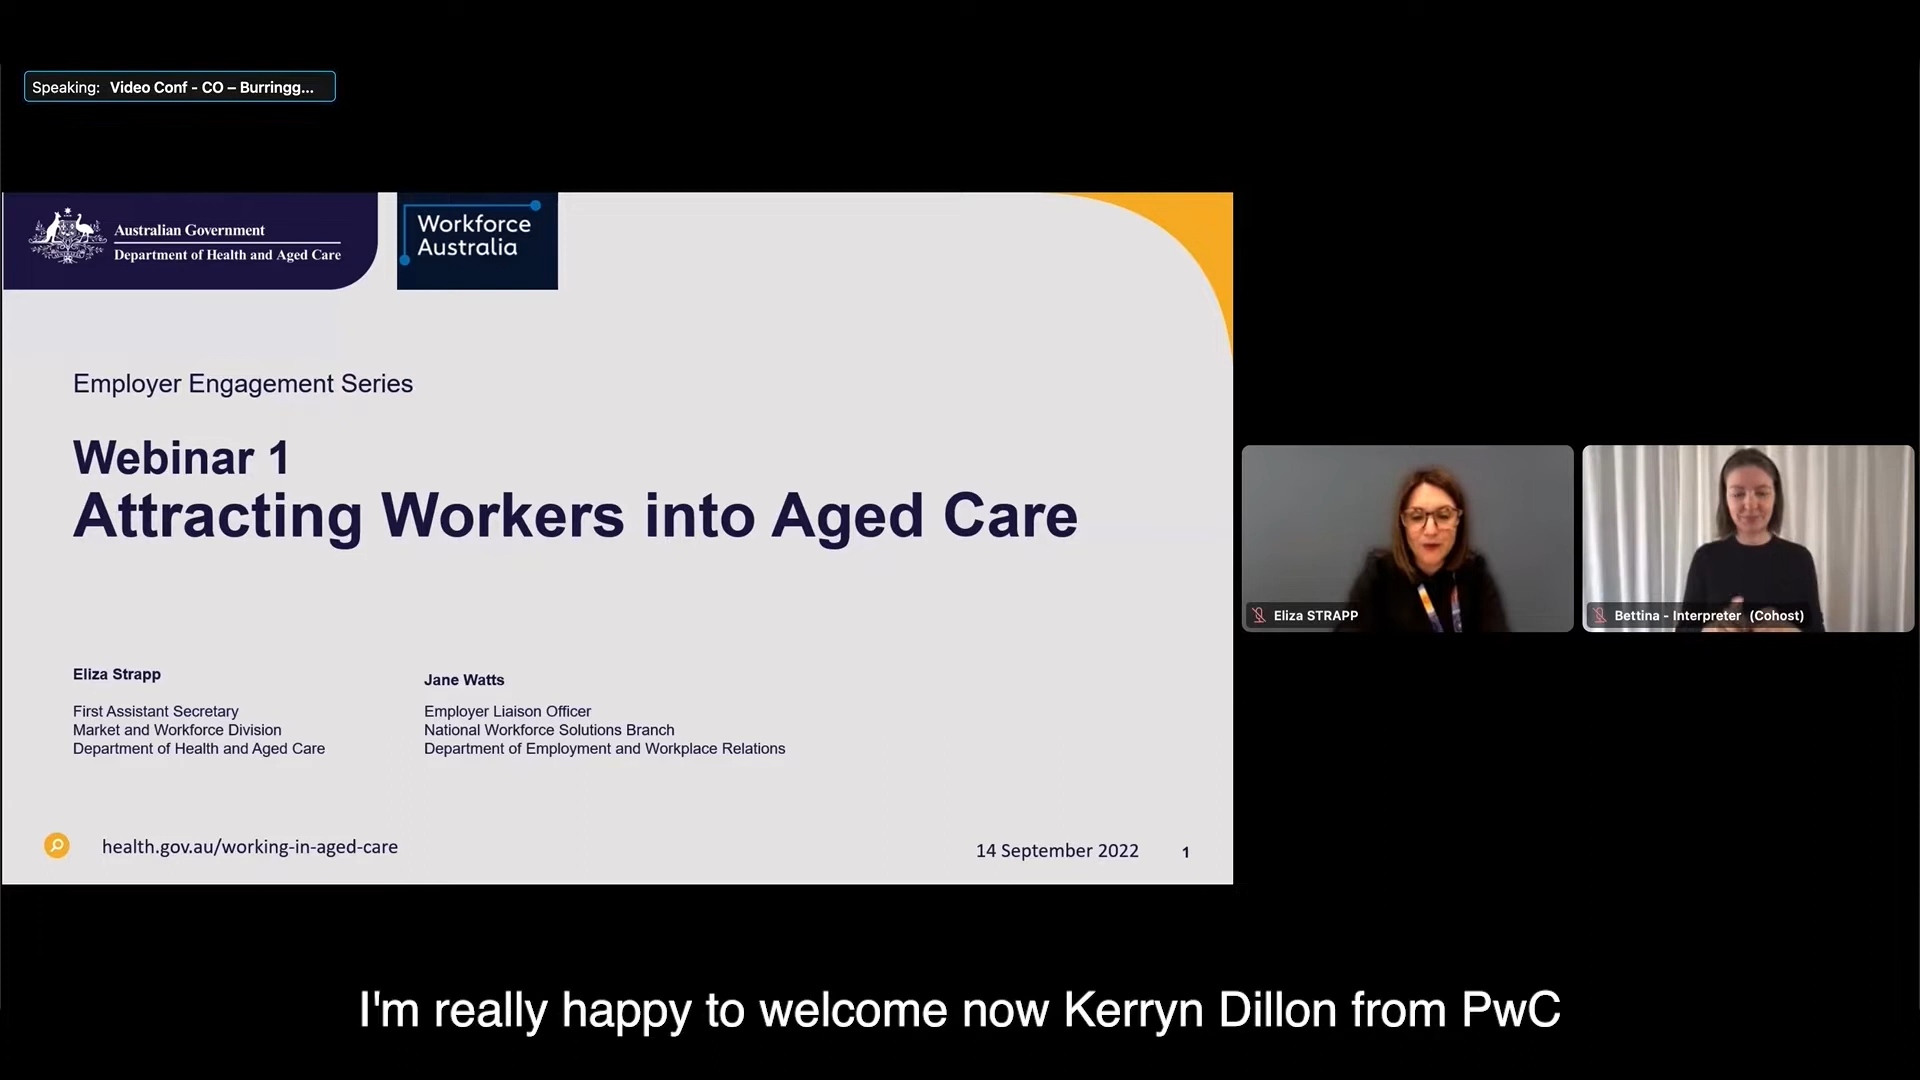 Speaking: Video Conf - CO – Burringg...
Australian Government
Department of Health and Aged Care
Workforce
Australia
Employer Engagement Series
Webinar 1
Attracting Workers into Aged Care
Eliza Strapp
First Assistant Secretary
Market and Workforce Division
Department of Health and Aged Care
Jane Watts
Employer Liaison Officer
National Workforce Solutions Branch
Department of Employment and Workplace Relations
health.gov.au/working-in-aged-care
14 September 2022
1
Eliza STRAPP
Bettina - Interpreter (Cohost)
I'm really happy to welcome now Kerryn Dillon from PwC